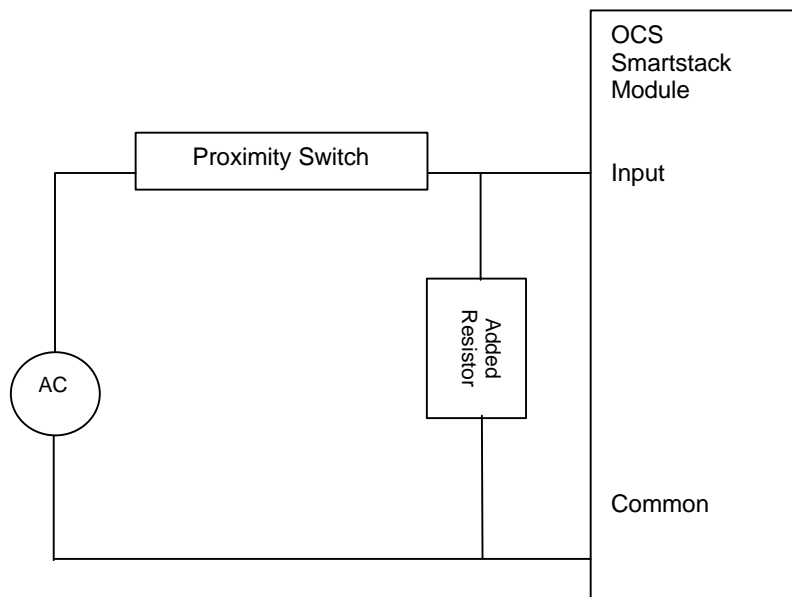 OCS
Smartstack
Module
Proximity Switch
Input
Added
Resistor
AC
Common